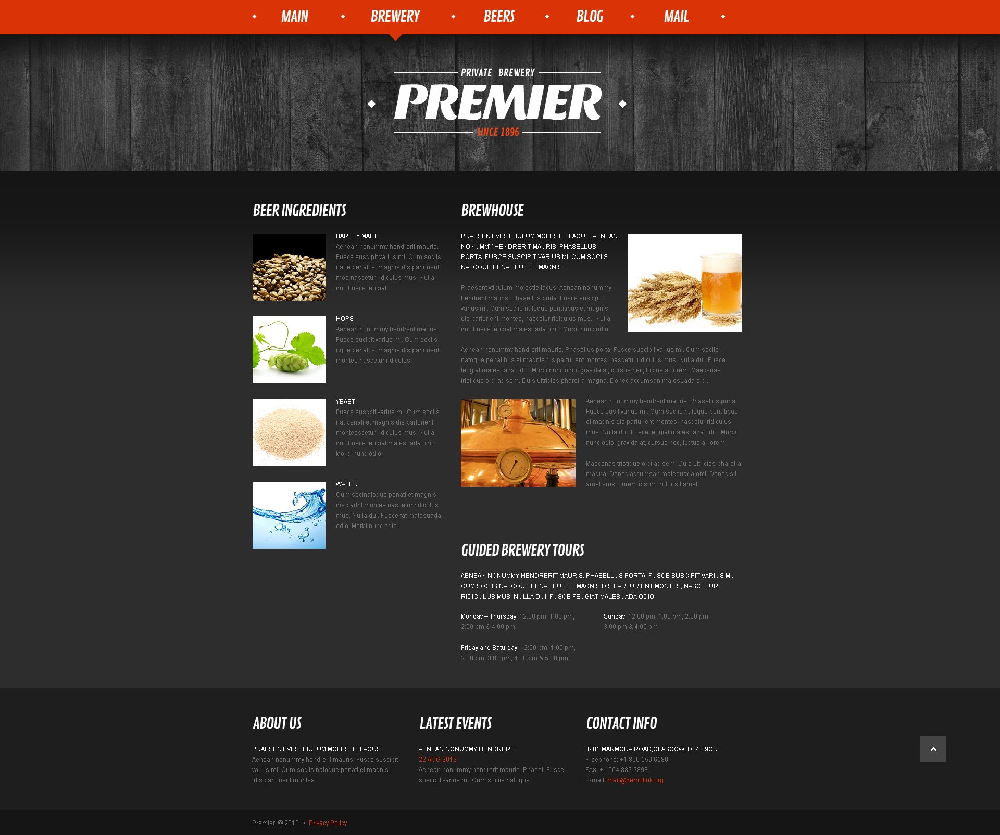 MAIN BREWERY BEERS BLOG MAIL
PRIVATE BREWERY
PREMIER
SINCE 1896
BEER INGREDIENTS
BARLEY MALT
Aenean nonummy hendrerit mauris.
Fusce suscipit varius mi. Cum sociis
naue penati et magnis dis parturient
mos nascetur ridiculus mus. Nulla
dui. Fusce feugiat.
HOPS
Aenean nonummy hendrerit mauris.
Fusce sucipit varius mi. Cum sociis
nque penati et magnis dis parturient
montes nascetur ridiculus.
YEAST
Fusce suscpit varius mi. Cum sociis
nat penati et magnis dis parturient
montesscetur ridiculus mus. Nulla
dui. Fusce feugiat malesuada odio.
Morbi nunc odio.
WATER
Cum socinatoque penati et magnis
dis partnt montes nascetur ridiculus
mus. Nulla dui. Fusce fat malesuada
odio. Morbi nunc odio.
BREWHOUSE
PRAESENT VESTIBULUM MOLESTIE LACUS. AENEAN
NONUMMY HENDRERIT MAURIS. PHASELLUS
PORTA. FUSCE SUSCIPIT VARIUS MI. CUM SOCIIS
NATOQUE PENATIBUS ET MAGNIS.
Praesent vtibulum molestie lacus. Aenean nonummy
hendrerit mauris. Phasellus porta. Fusce suscipit
varius mi. Cum sociis natoque penatibus et magnis
dis parturient montes, nascetur ridiculus mus. Nulla
dui. Fusce feugiat malesuada odio. Morbi nunc odio
Aenean nonummy hendrerit mauris. Phasellus porta. Fusce suscipit varius mi. Cum sociis
natoque penatibus et magnis dis parturient montes, nascetur ridiculus mus. Nulla dui. Fusce
feugiat malesuada odio. Morbi nunc odio, gravida at, cursus nec, luctus a, lorem. Maecenas
tristique orci ac sem. Duis ultricies pharetra magna. Donec accumsan malesuada orci.
Aenean nonummy hendrerit mauris. Phasellus porta.
Fusce susit varius mi. Cum sociis natoque penatibus
et magnis dis parturient montes, nascetur ridiculus
mus. Nulla dui. Fusce feugiat malesuada odio. Morbi
nunc odio, gravida at, cursus nec, luctus a, lorem.
Maecenas tristique orci ac sem. Duis ultricies pharetra
magna. Donec accumsan malesuada orci. Donec sit
amet eros. Lorem ipsum dolor sit amet.
GUIDED BREWERY TOURS
AENEAN NONUMMY HENDRERIT MAURIS. PHASELLUS PORTA. FUSCE SUSCIPIT VARIUS MI.
CUM SOCIIS NATOQUE PENATIBUS ET MAGNIS DIS PARTURIENT MONTES, NASCETUR
RIDICULUS MUS. NULLA DUI. FUSCE FEUGIAT MALESUADA ODIO.
Monday – Thursday: 12:00 pm, 1:00 pm,
2:00 pm & 4:00 pm
Friday and Saturday: 12:00 pm, 1:00 pm,
2:00 pm, 3:00 pm, 4:00 pm & 5:00 pm
Sunday: 12:00 pm, 1:00 pm, 2:00 pm,
3:00 pm & 4:00 pm
ABOUT US
PRAESENT VESTIBULUM MOLESTIE LACUS
Aenean nonummy hendrerit mauris. Fusce suscipit
varius mi. Cum sociis natoque penati et magnis.
dis parturient montes.
LATEST EVENTS
AENEAN NONUMMY HENDRERIT
22 AUG 2013
Aenean nonummy hendrerit mauris. Phasel. Fusce
suscipit varius mi. Cum sociis natoque.
CONTACT INFO
8901 MARMORA ROAD,GLASGOW, D04 89GR.
Freephone: +1 800 559 6580
FAX: +1 504 889 9898
E-mail: mail@demolink.org
Premier © 2013 • Privacy Policy